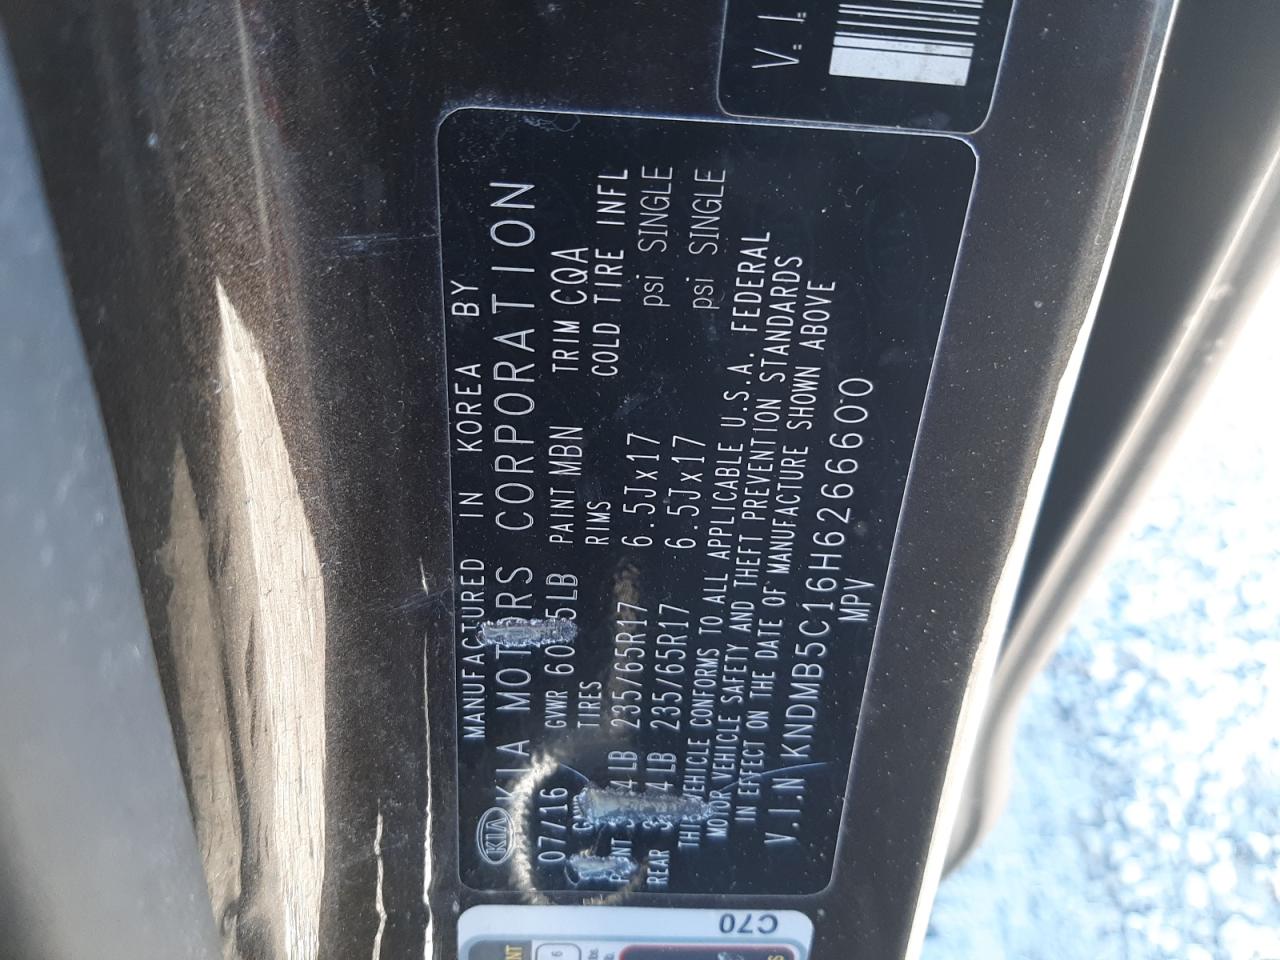 V.I.
MANUFACTURED IN KOREA BY
KIA KIA MOTORS CORPORATION
07/16 GVWR 6085LB PAINT MBN TRIM CQA
TIRES RIMS COLD TIRE INFL
4LB 235/65R17 6.5Jx17 psi SINGLE
REAR 4LB 235/65R17 6.5Jx17 psi SINGLE
VEHICLE CONFORMS TO ALL APPLICABLE U.S.A. FEDERAL
MOTOR VEHICLE SAFETY AND THEFT PREVENTION STANDARDS
IN EFFECT ON THE DATE OF MANUFACTURE SHOWN ABOVE
V.I.N KNDMB5C16H6266600
MPV
C70